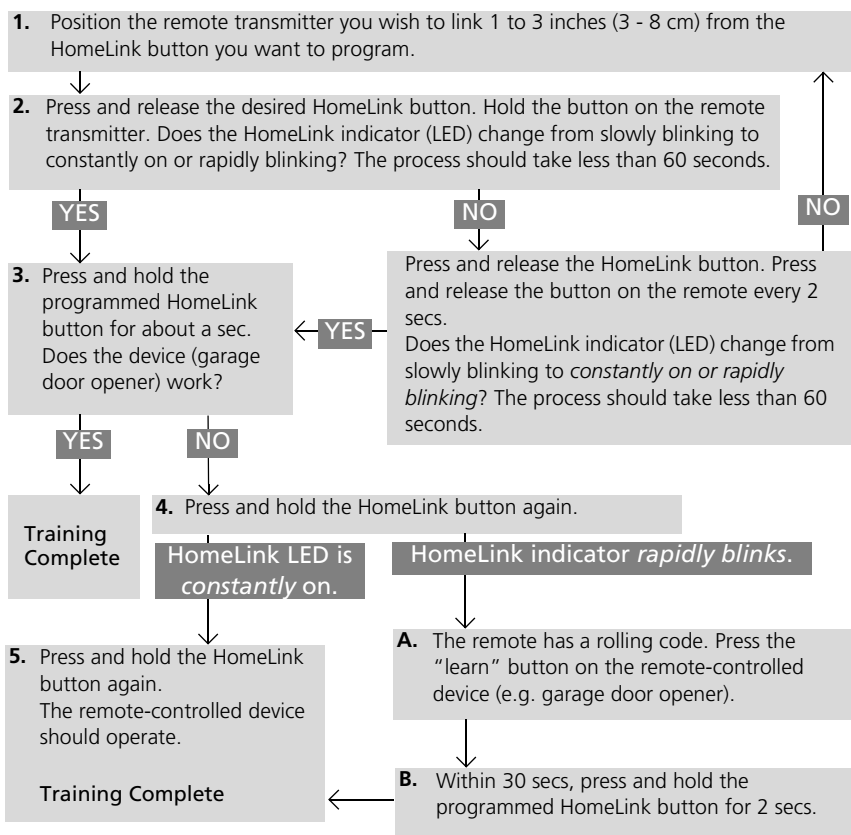 1. Position the remote transmitter you wish to link 1 to 3 inches (3 - 8 cm) from the
HomeLink button you want to program.
2. Press and release the desired HomeLink button. Hold the button on the remote
transmitter. Does the HomeLink indicator (LED) change from slowly blinking to
constantly on or rapidly blinking? The process should take less than 60 seconds.
YES
NO
NO
3. Press and hold the
programmed HomeLink
button for about a sec.
Does the device (garage
door opener) work?
YES
Press and release the HomeLink button. Press
and release the button on the remote every 2
secs.
Does the HomeLink indicator (LED) change from
slowly blinking to constantly on or rapidly
blinking? The process should take less than 60
seconds.
YES
NO
Training
Complete
4. Press and hold the HomeLink button again.
HomeLink LED is
constantly on.
HomeLink indicator rapidly blinks.
A. The remote has a rolling code. Press the
“learn” button on the remote-controlled
device (e.g. garage door opener).
5. Press and hold the HomeLink
button again.
The remote-controlled device
should operate.
Training Complete
B. Within 30 secs, press and hold the
programmed HomeLink button for 2 secs.